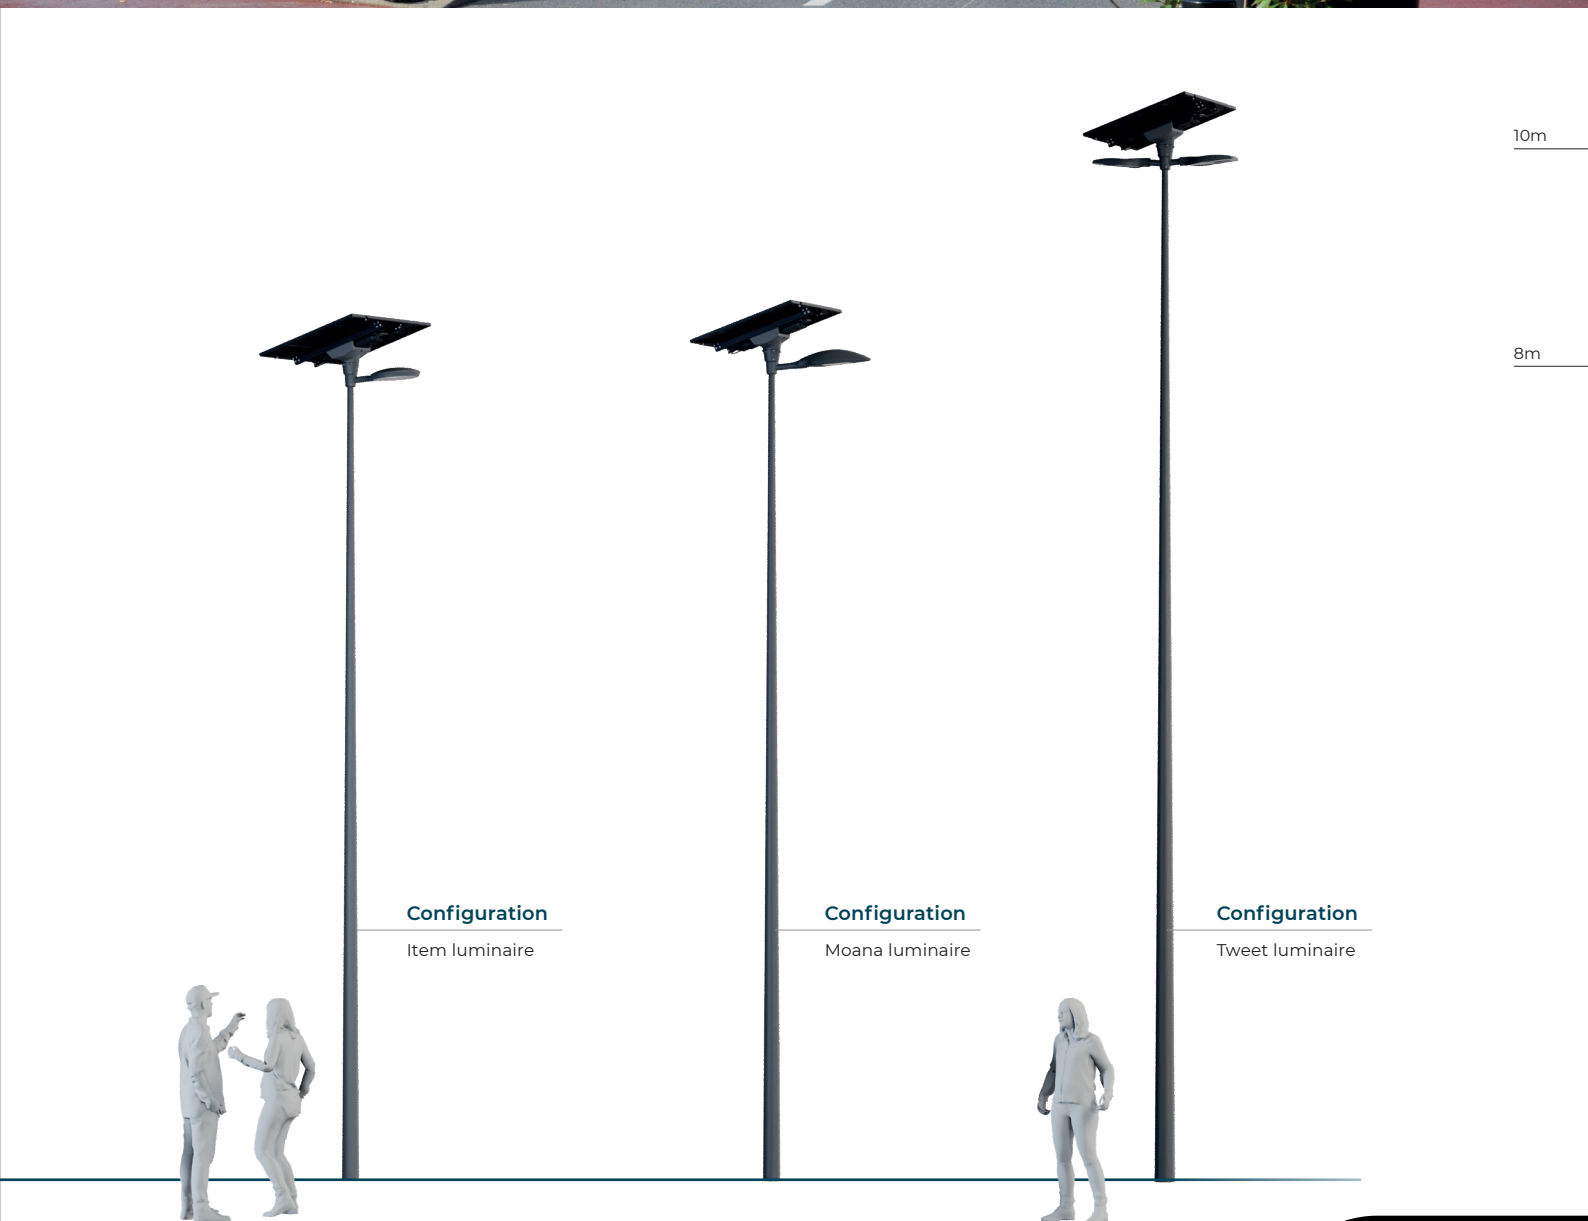 10m
8m
Configuration
Item luminaire
Configuration
Moana luminaire
Configuration
Tweet luminaire